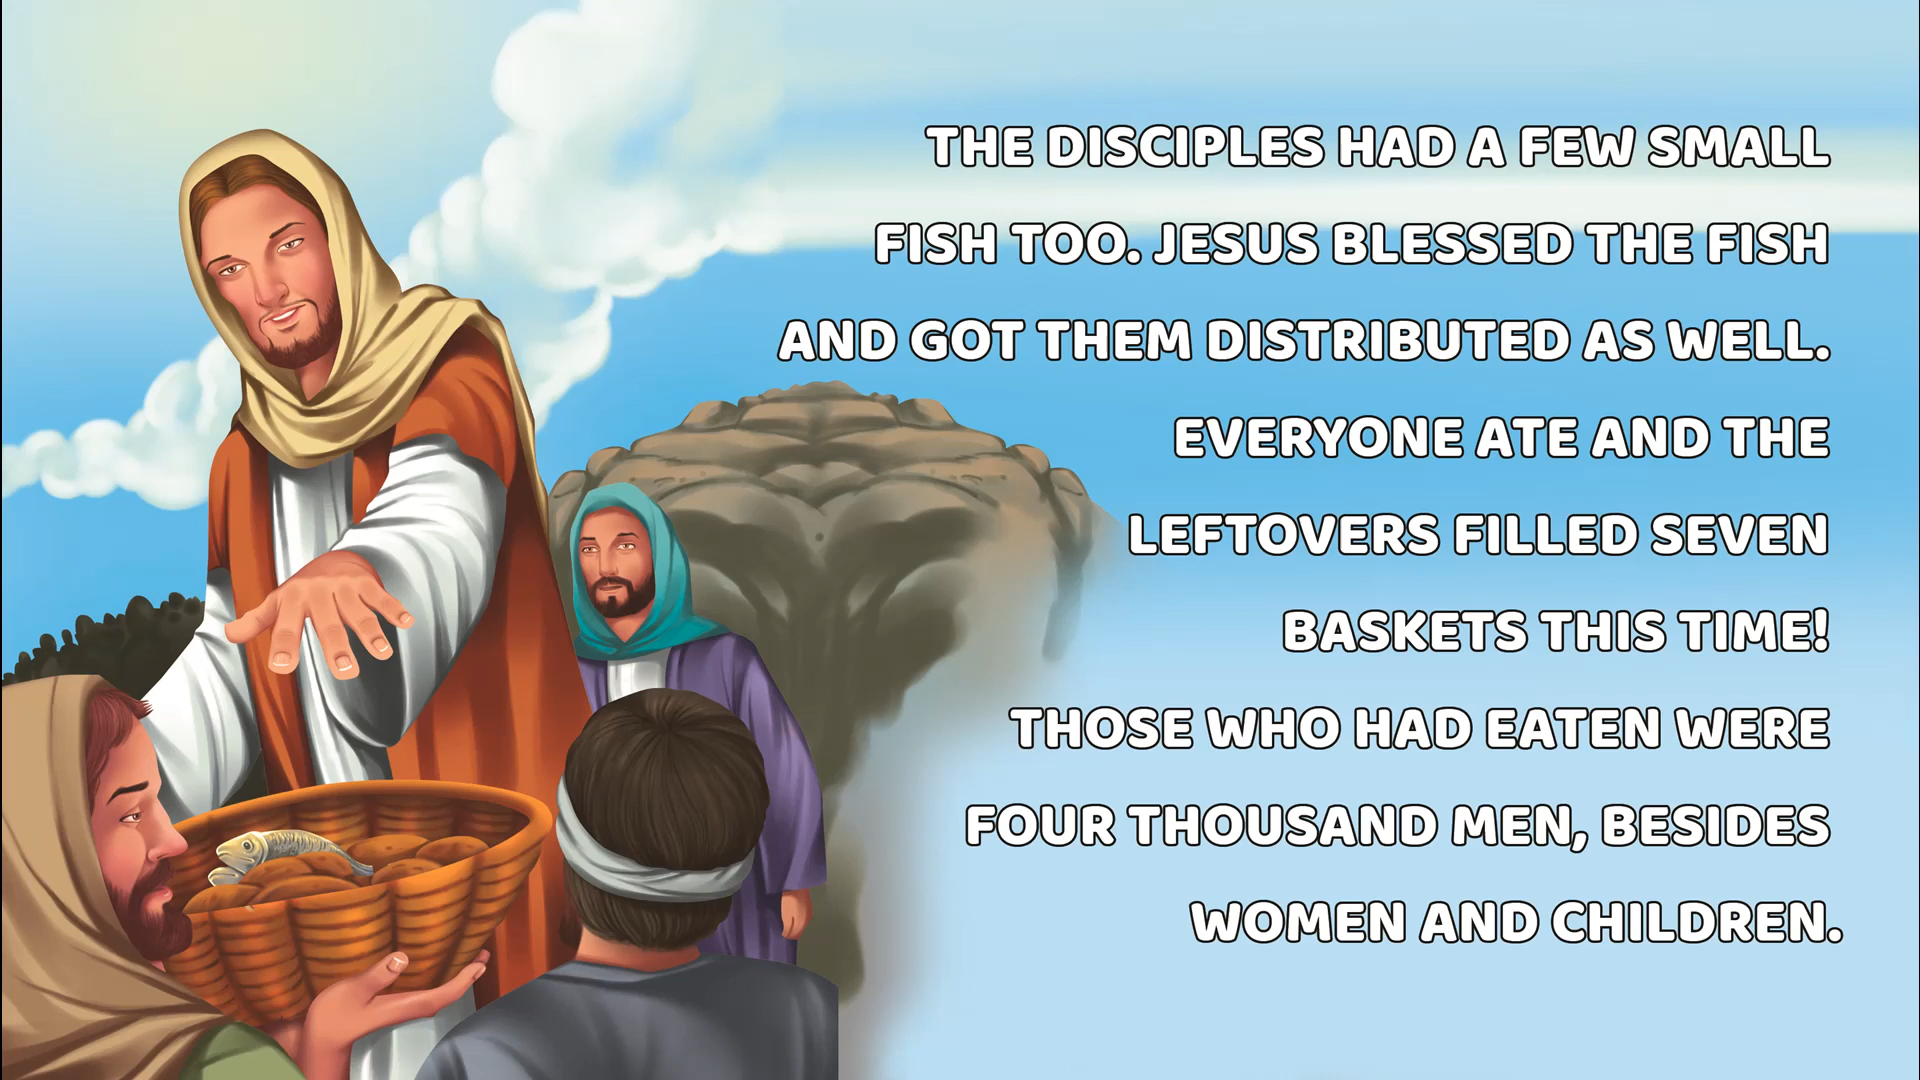 THE DISCIPLES HAD A FEW SMALL
FISH TOO. JESUS BLESSED THE FISH
AND GOT THEM DISTRIBUTED AS WELL.
EVERYONE ATE AND THE
LEFTOVERS FILLED SEVEN
BASKETS THIS TIME!
THOSE WHO HAD EATEN WERE
FOUR THOUSAND MEN, BESIDES
WOMEN AND CHILDREN.